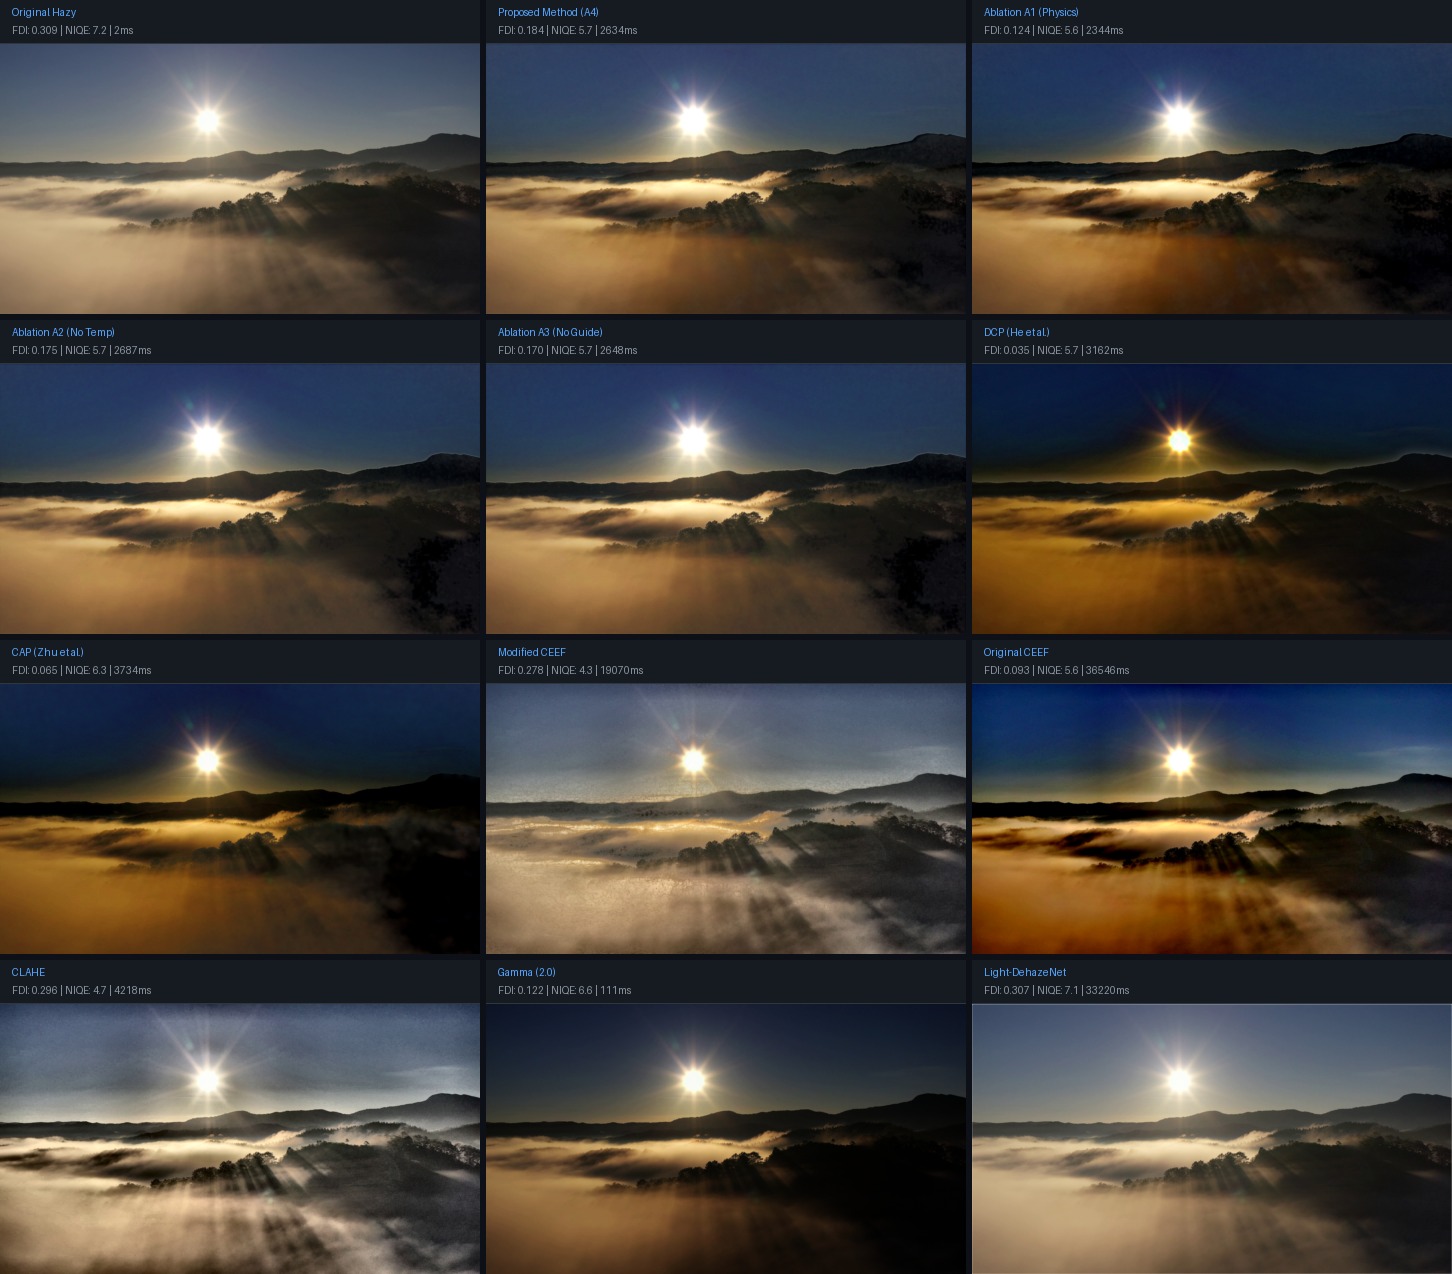 Original Hazy
FDI: 0.309 | NIQE: 7.2 | 2ms
Proposed Method (A4)
FDI: 0.184 | NIQE: 5.7 | 2634ms
Ablation A1 (Physics)
FDI: 0.124 | NIQE: 5.6 | 2344ms
Ablation A2 (No Temp)
FDI: 0.175 | NIQE: 5.7 | 2687ms
Ablation A3 (No Guide)
FDI: 0.170 | NIQE: 5.7 | 2648ms
DCP (He et al.)
FDI: 0.035 | NIQE: 5.7 | 3162ms
CAP (Zhu et al.)
FDI: 0.065 | NIQE: 6.3 | 3734ms
Modified CEEF
FDI: 0.278 | NIQE: 4.3 | 19070ms
Original CEEF
FDI: 0.093 | NIQE: 5.6 | 36546ms
CLAHE
FDI: 0.296 | NIQE: 4.7 | 4218ms
Gamma (2.0)
FDI: 0.122 | NIQE: 6.6 | 111ms
Light-DehazeNet
FDI: 0.307 | NIQE: 7.1 | 33220ms